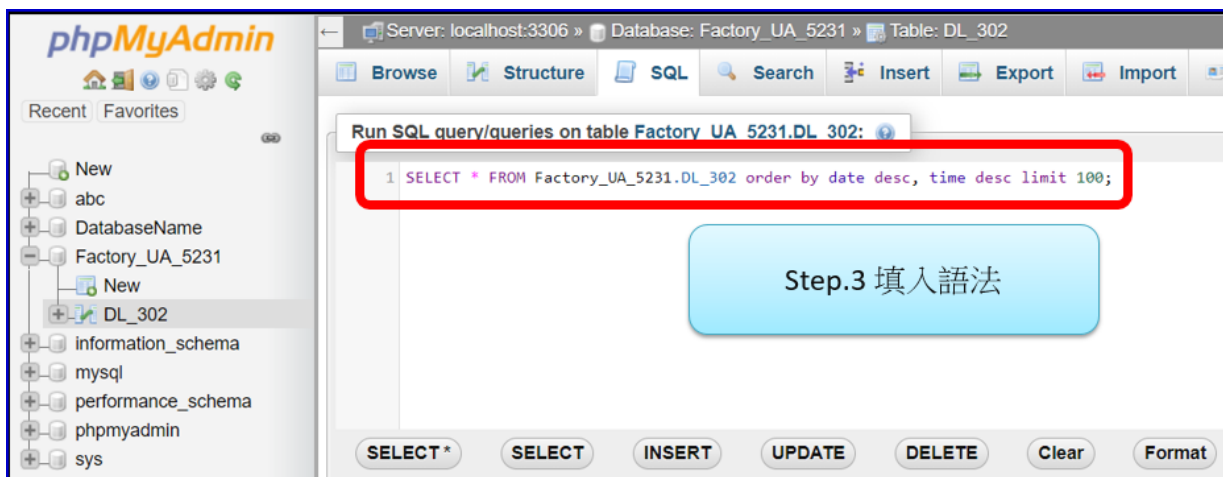 phpMyAdmin
Recent Favorites
New
abc
DatabaseName
Factory_UA_5231
New
DL_302
information_schema
mysql
performance_schema
phpmyadmin
sys
Server: localhost:3306 » Database: Factory_UA_5231 » Table: DL_302
Browse Structure SQL Search Insert Export Import
Run SQL query/queries on table Factory_UA_5231.DL_302:
1 SELECT * FROM Factory_UA_5231.DL_302 order by date desc, time desc limit 100;
Step.3 填入語法
SELECT * SELECT INSERT UPDATE DELETE Clear Format